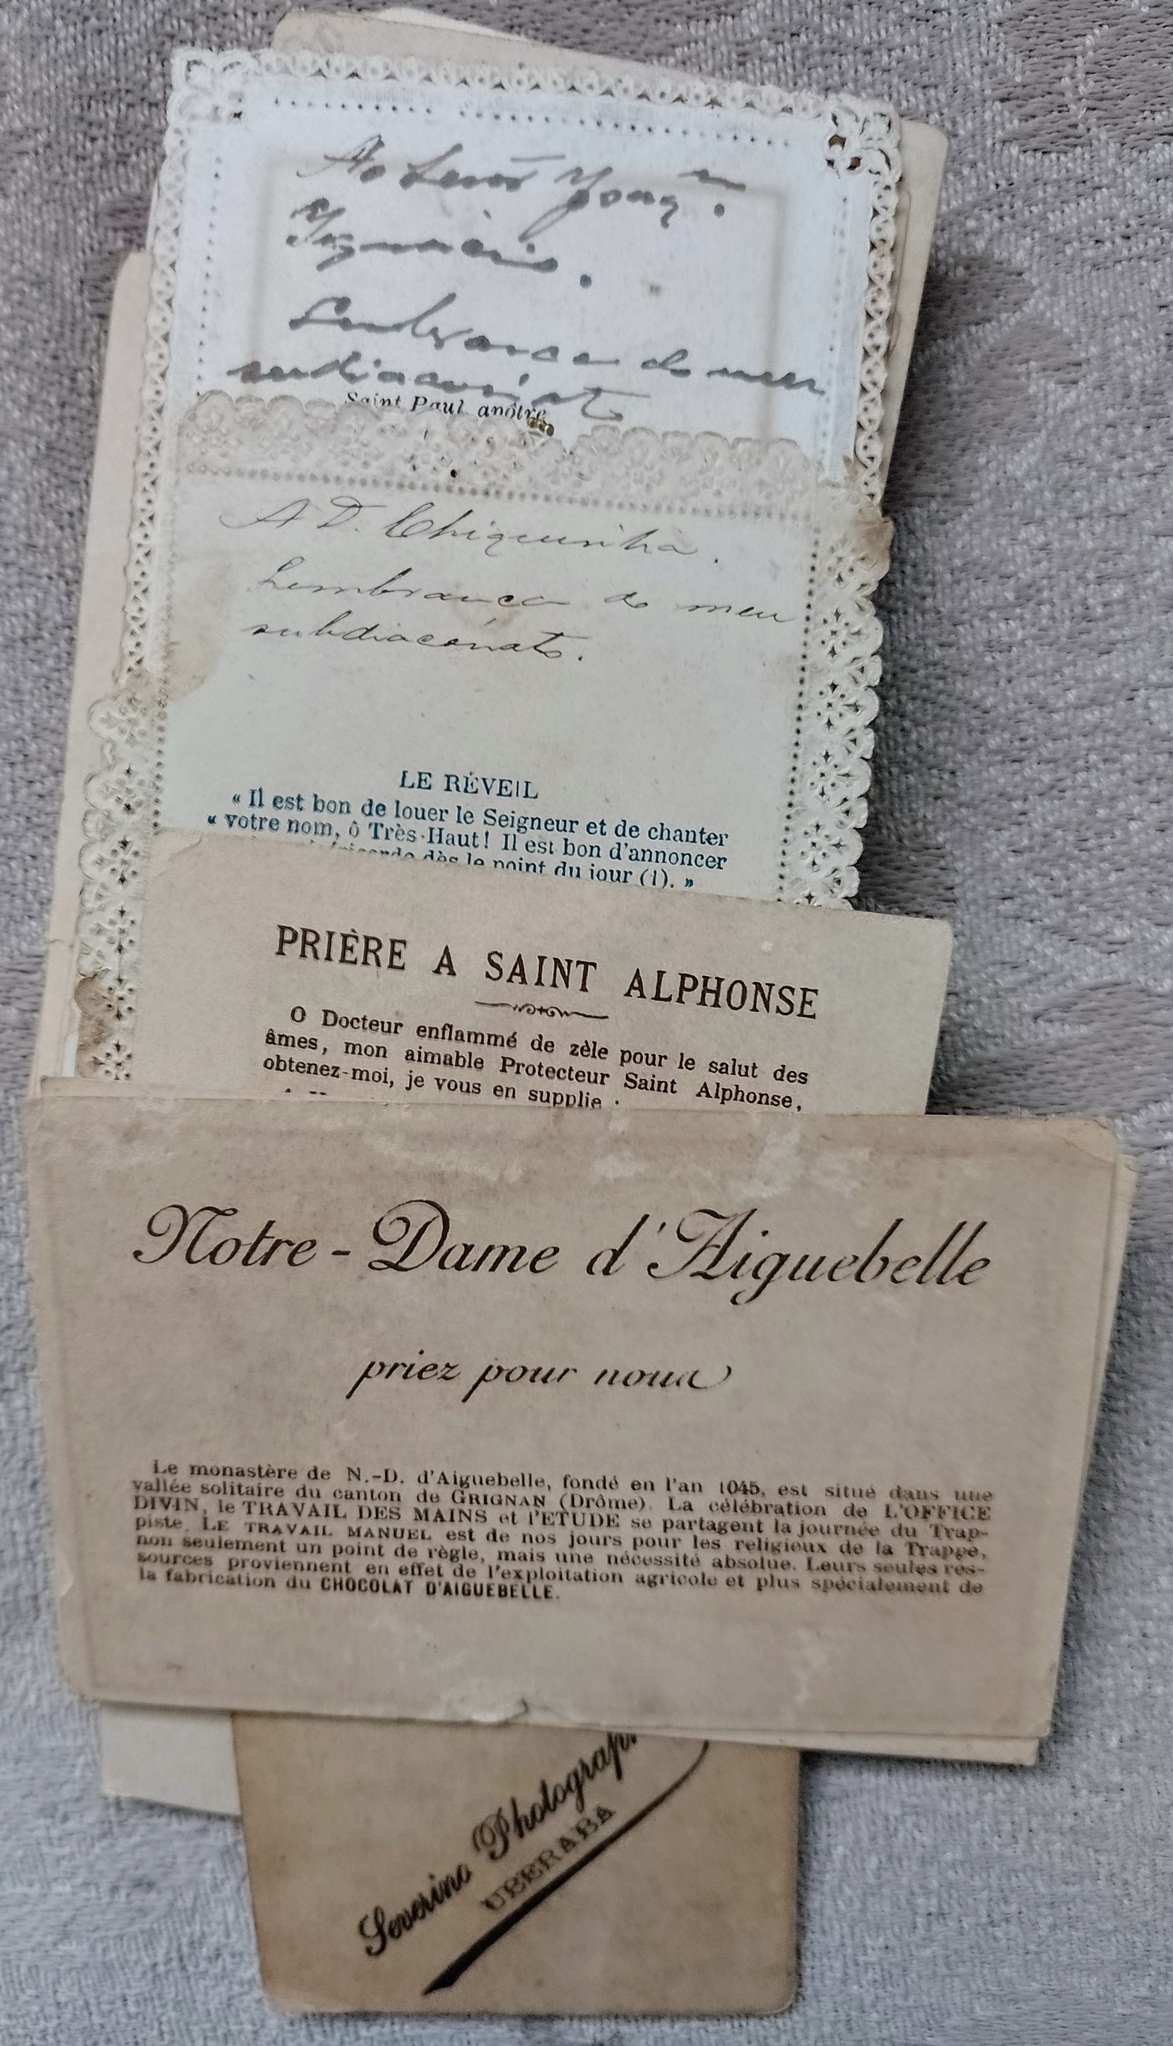 Ao Senr. Joaqm.
Ignacio.
Lembrança do meu
subdiaconato
Saint Paul, apôtre
A D. Chiquinha.
Lembrança do meu
subdiaconato.
LE RÉVEIL
« Il est bon de louer le Seigneur et de chanter
« votre nom, ô Très-Haut! Il est bon d'annoncer
dès le point du jour (1). »
PRIÈRE A SAINT ALPHONSE
O Docteur enflammé de zèle pour le salut des
âmes, mon aimable Protecteur Saint Alphonse,
obtenez-moi, je vous en supplie :
Notre-Dame d'Aiguebelle
priez pour nous
Le monastère de N.-D. d'Aiguebelle, fondé en l'an 1045, est situé dans une
vallée solitaire du canton de GRIGNAN (Drôme). La célébration de L'OFFICE
DIVIN, le TRAVAIL DES MAINS et l'ETUDE se partagent la journée du Trap-
piste. LE TRAVAIL MANUEL est de nos jours pour les religieux de la Trappe,
non seulement un point de règle, mais une nécessité absolue. Leurs seules res-
sources proviennent en effet de l'exploitation agricole et plus spécialement de
la fabrication du CHOCOLAT D'AIGUEBELLE.
Severino Photograph
UBERABA